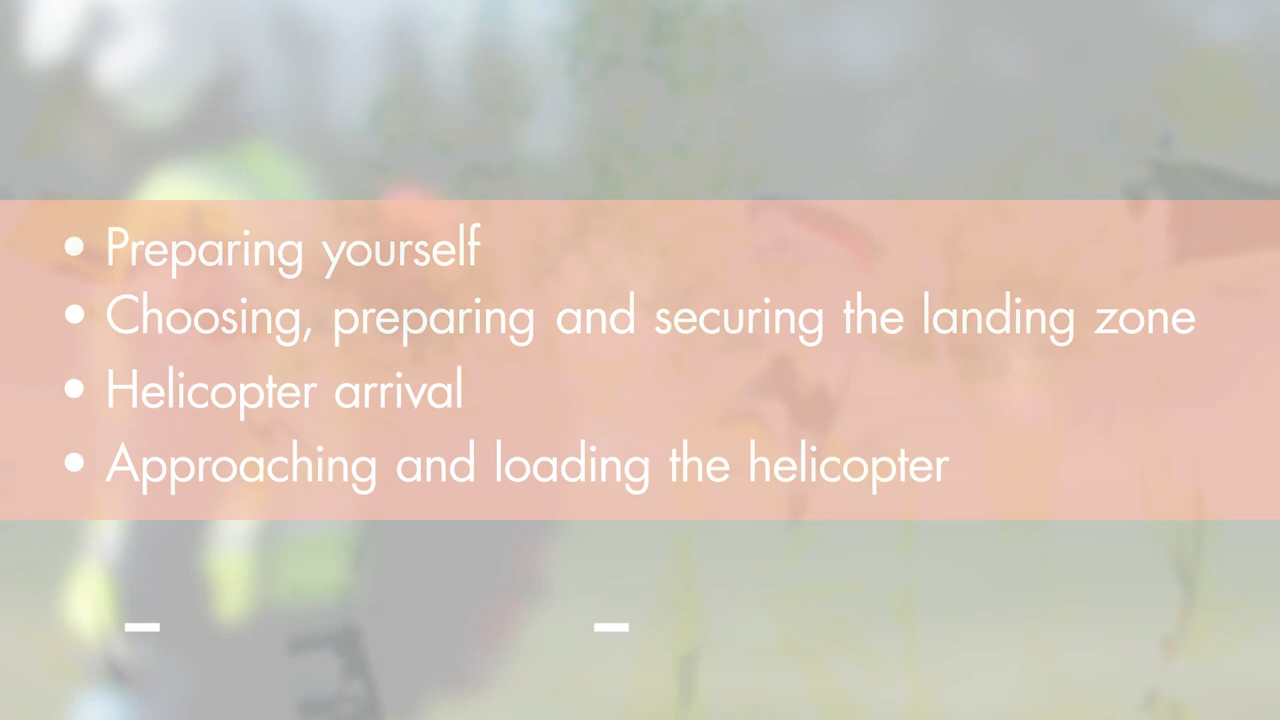 • Preparing yourself
• Choosing, preparing and securing the landing zone
• Helicopter arrival
• Approaching and loading the helicopter